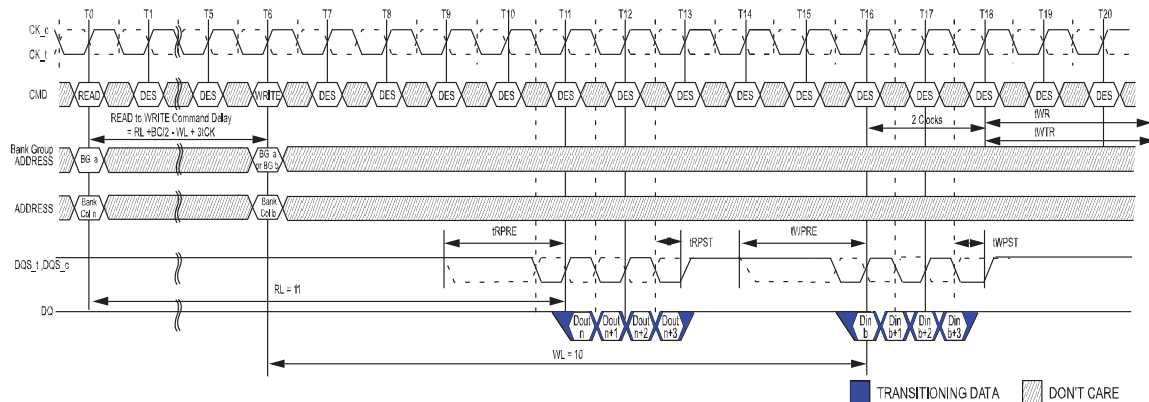 T0 T1 T5 T6 T7 T8 T9 T10 T11 T12 T13 T14 T15 T16 T17 T18 T19 T20
CK_c
CK_t
CMD READ DES DES WRITE DES DES DES DES DES DES DES DES DES DES DES DES DES DES
READ to WRITE Command Delay
= RL +BC/2 - WL + 3tCK
2 Clocks
tWR
tWTR
Bank Group
ADDRESS
BG a
BG a
or BG b
ADDRESS
Bank
Col n
Bank
Col b
tRPRE
tRPST
tWPRE
tWPST
DQS_t ,DQS_c
RL = 11
DQ
Dout
n
Dout
n+1
Dout
n+2
Dout
n+3
Din
b
Din
b+1
Din
b+2
Din
b+3
WL = 10
TRANSITIONING DATA
DON'T CARE